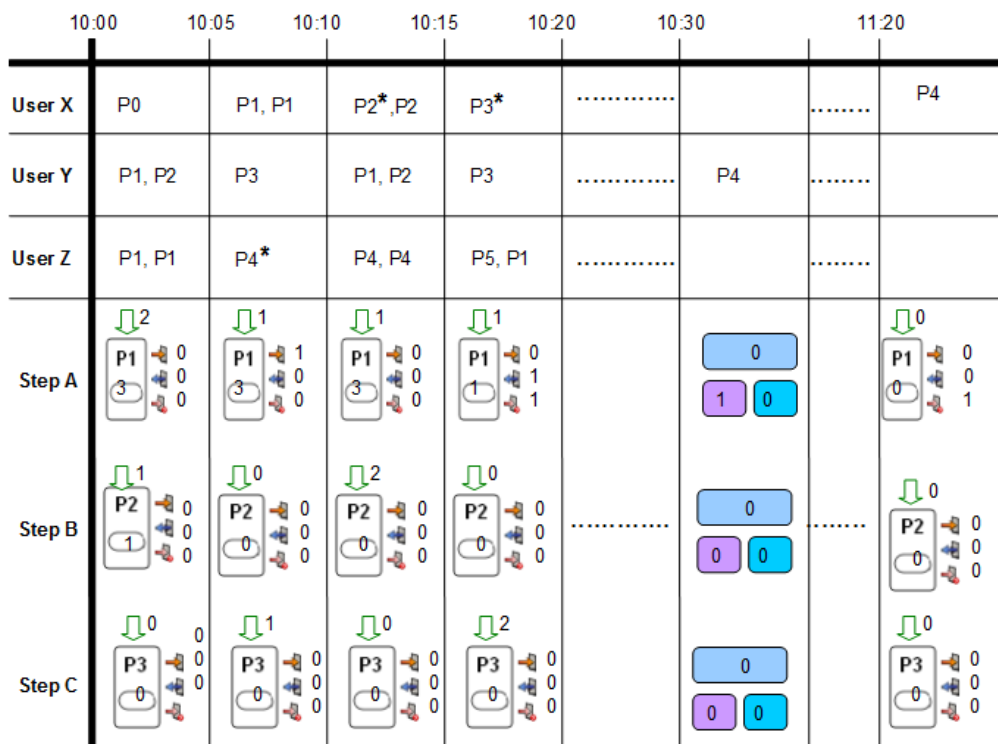 10:00 10:05 10:10 10:15 10:20 10:30 11:20
User X P0 P1, P1 P2*,P2 P3* ............. ........ P4
User Y P1, P2 P3 P1, P2 P3 ............. P4 ........
User Z P1, P1 P4* P4, P4 P5, P1 ............. ........
2 1 1 1 0
P1 0 P1 1 P1 0 P1 0 0 P1 0
Step A 3 0 3 0 3 0 1 1 1 0 0 0
0 0 0 1 1
1 0 2 0 0
P2 0 P2 0 P2 0 P2 0 0 P2 0
Step B 1 0 0 0 0 0 0 0 ............. 0 0 ........ 0 0
0 0 0 0 0
0 1 0 2 0
0
P3 0 P3 0 P3 0 P3 0 0 P3 0
Step C 0 0 0 0 0 0 0 0 0 0 0 0
0 0 0 0